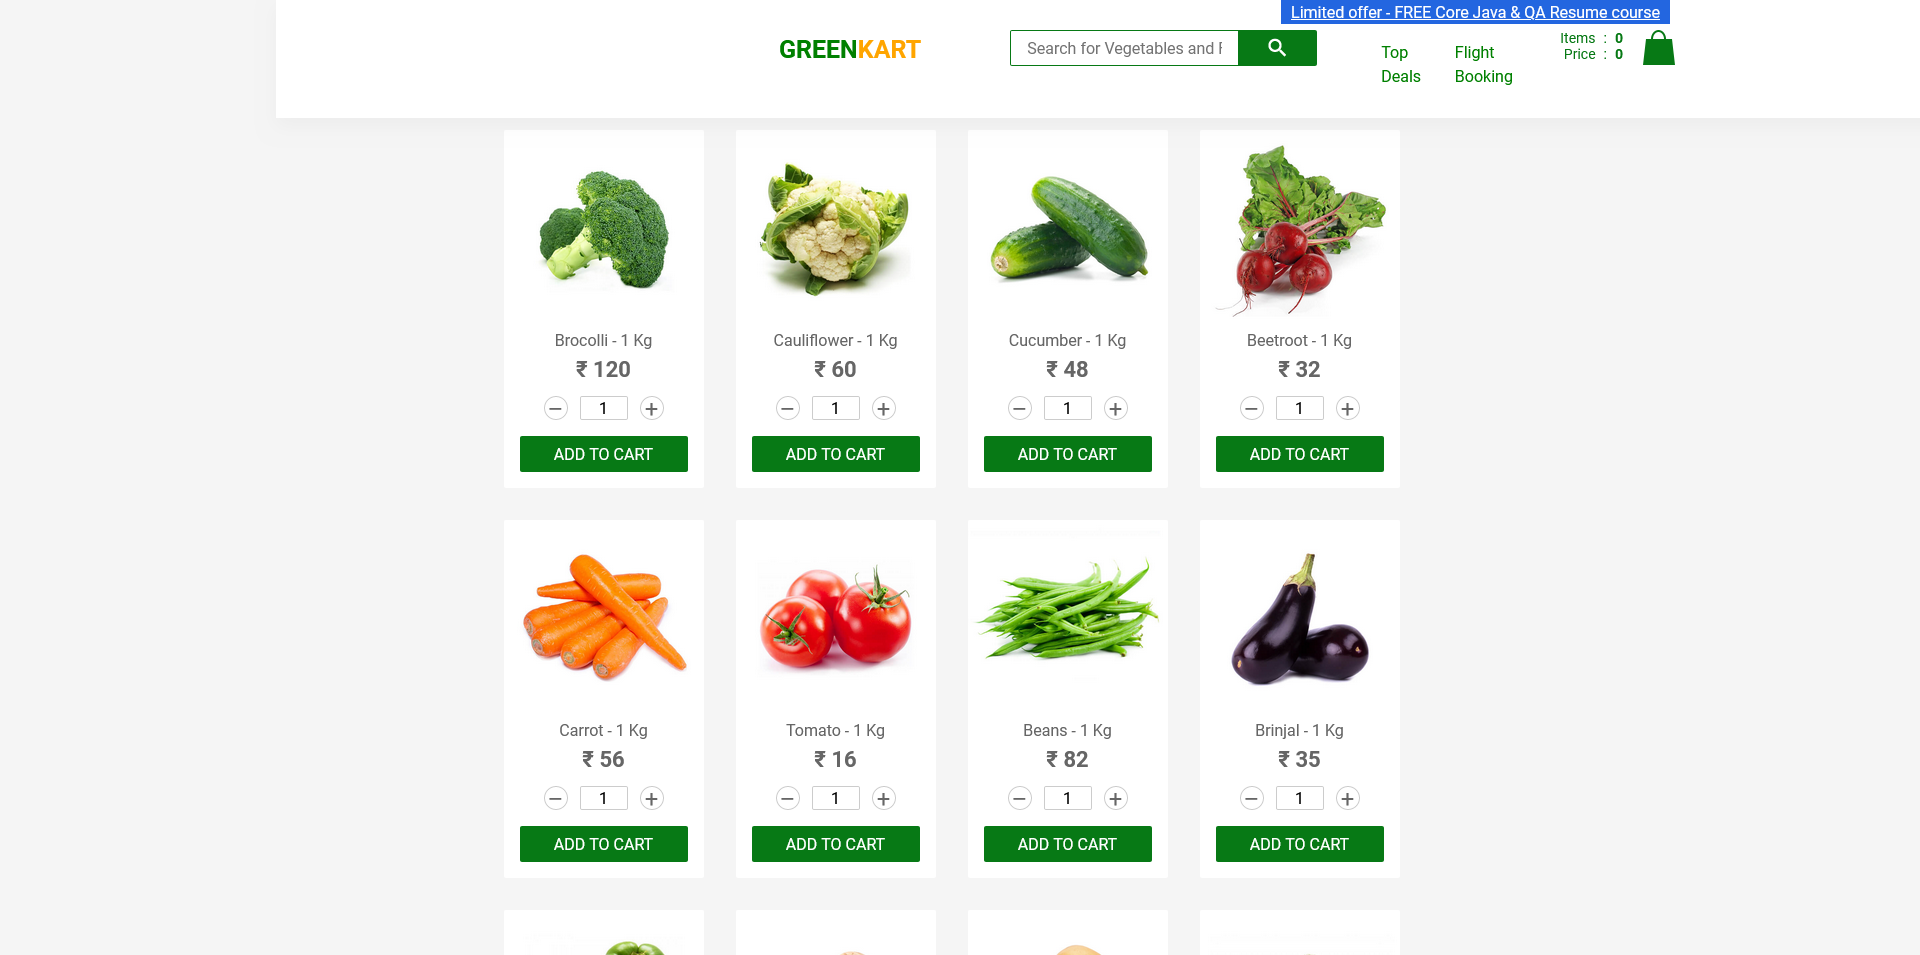 Limited offer - FREE Core Java & QA Resume course
GREENKART
Search for Vegetables and F
Top Deals
Flight Booking
Items : 0
Price : 0
Brocolli - 1 Kg
₹ 120
– 1 +
ADD TO CART
Cauliflower - 1 Kg
₹ 60
– 1 +
ADD TO CART
Cucumber - 1 Kg
₹ 48
– 1 +
ADD TO CART
Beetroot - 1 Kg
₹ 32
– 1 +
ADD TO CART
Carrot - 1 Kg
₹ 56
– 1 +
ADD TO CART
Tomato - 1 Kg
₹ 16
– 1 +
ADD TO CART
Beans - 1 Kg
₹ 82
– 1 +
ADD TO CART
Brinjal - 1 Kg
₹ 35
– 1 +
ADD TO CART